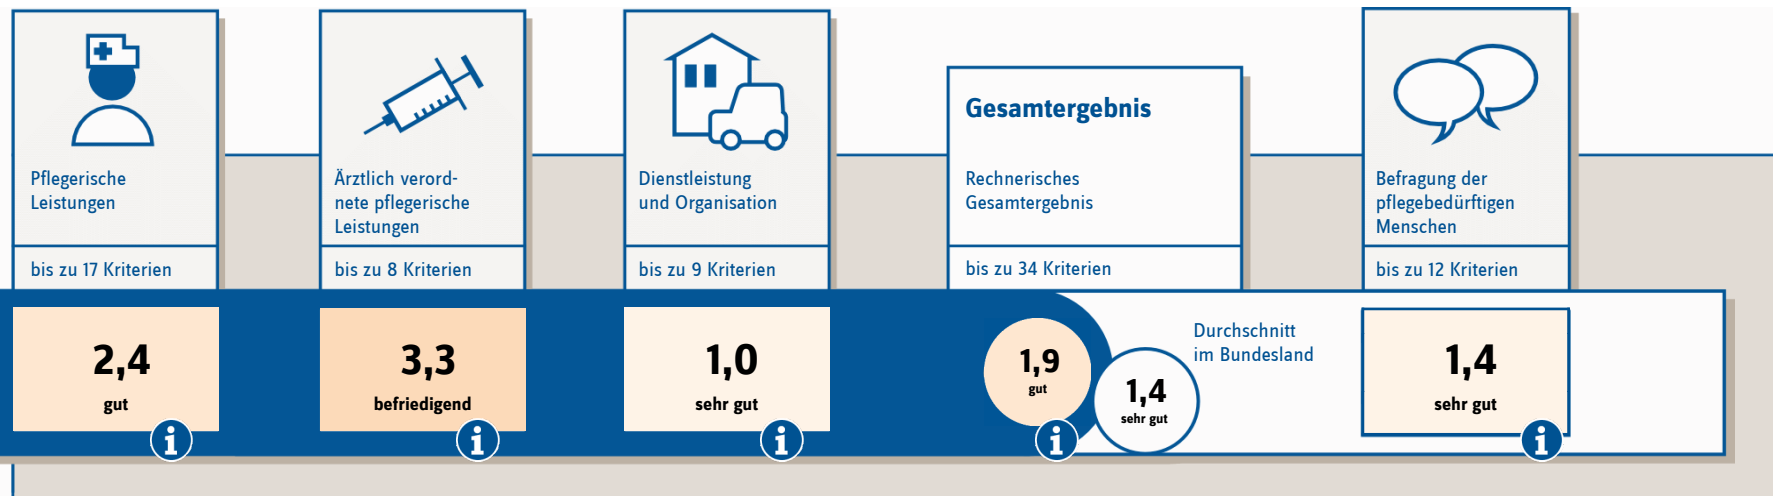 Pflegerische
Leistungen
bis zu 17 Kriterien
2,4
gut
i
Ärztlich verord-
nete pflegerische
Leistungen
bis zu 8 Kriterien
3,3
befriedigend
i
Dienstleistung
und Organisation
bis zu 9 Kriterien
1,0
sehr gut
i
Gesamtergebnis
Rechnerisches
Gesamtergebnis
bis zu 34 Kriterien
1,9
gut
i
Durchschnitt
im Bundesland
1,4
sehr gut
Befragung der
pflegebedürftigen
Menschen
bis zu 12 Kriterien
1,4
sehr gut
i